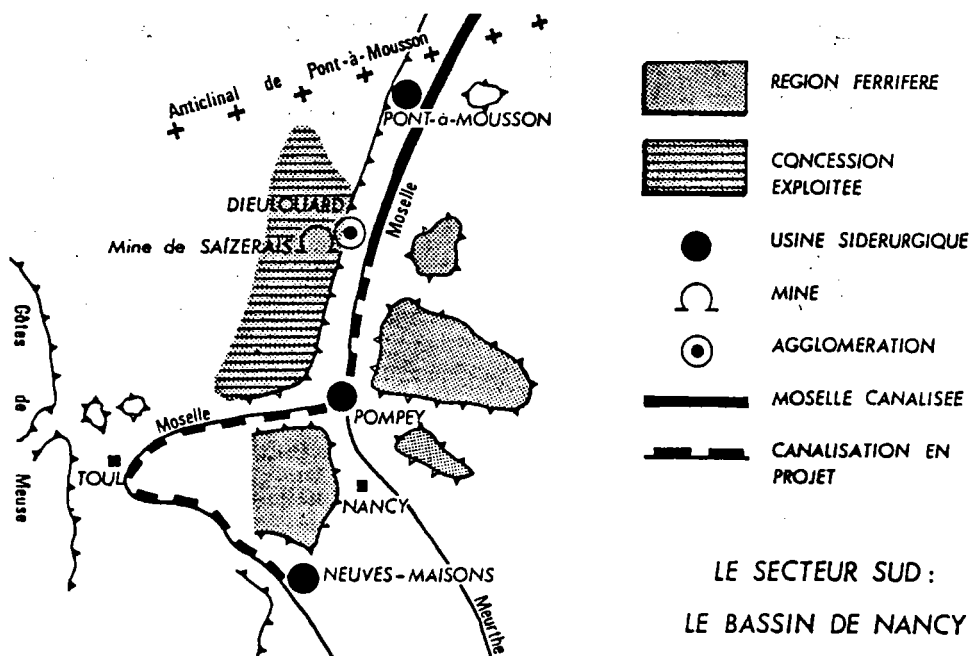 Anticlinal de Pont-à-Mousson
PONT-à-MOUSSON
DIEULOUARD
Mine de SAÏZERAIS
Moselle
Côtes de Meuse
Moselle
POMPEY
TOUL
NANCY
NEUVES-MAISONS
Meurthe
REGION FERRIFERE
CONCESSION
EXPLOITEE
USINE SIDERURGIQUE
MINE
AGGLOMERATION
MOSELLE CANALISEE
CANALISATION EN
PROJET
LE SECTEUR SUD :
LE BASSIN DE NANCY